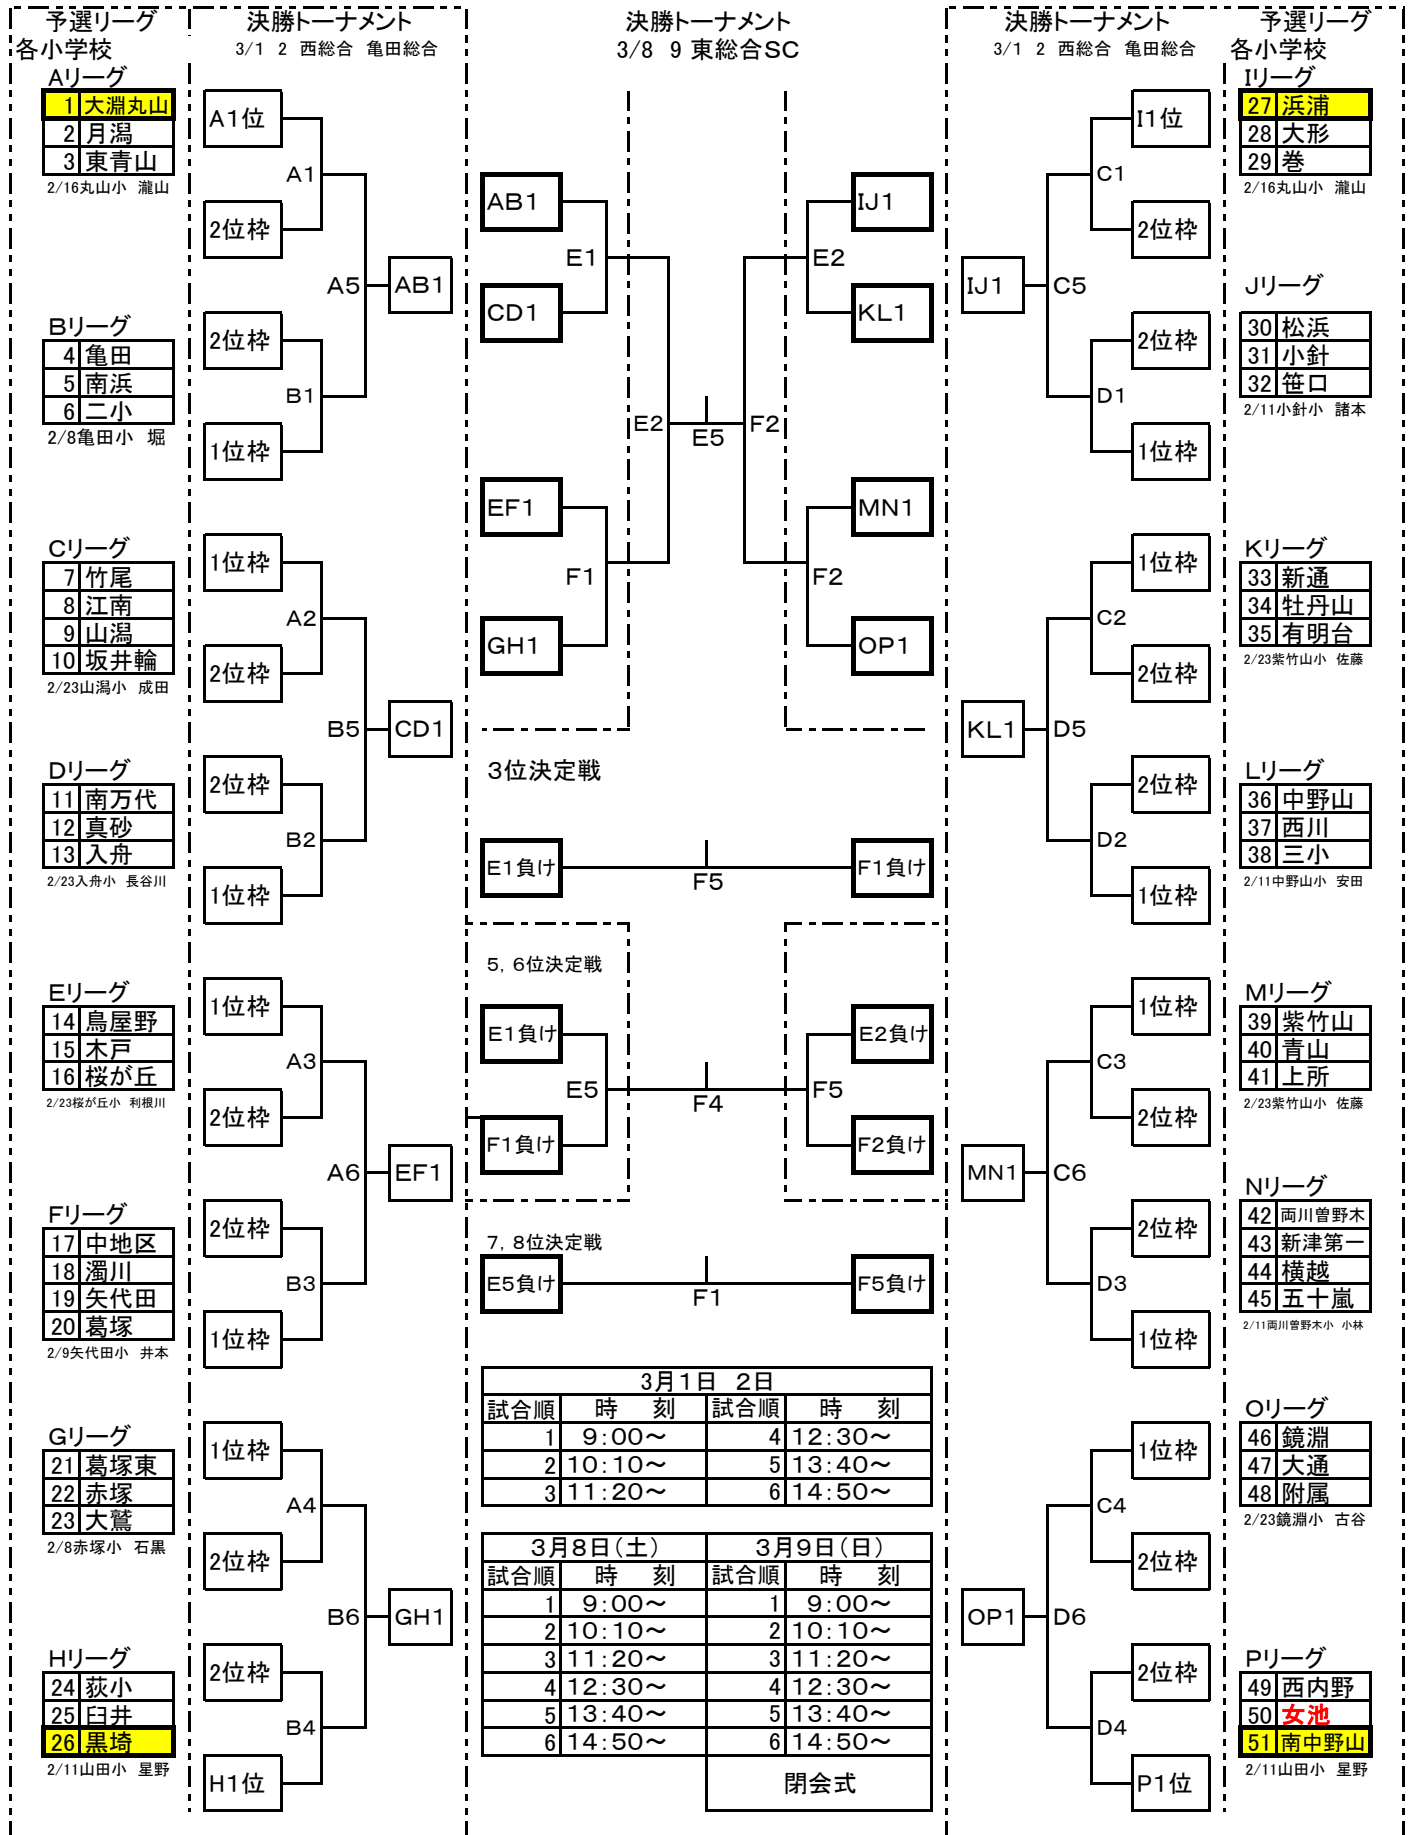 予選リーグ
各小学校
Aリーグ
1 大淵丸山
2 月潟
3 東青山
2/16丸山小 瀧山
Bリーグ
4 亀田
5 南浜
6 二小
2/8亀田小 堀
Cリーグ
7 竹尾
8 江南
9 山潟
10 坂井輪
2/23山潟小 成田
Dリーグ
11 南万代
12 真砂
13 入舟
2/23入舟小 長谷川
Eリーグ
14 鳥屋野
15 木戸
16 桜が丘
2/23桜が丘小 利根川
Fリーグ
17 中地区
18 濁川
19 矢代田
20 葛塚
2/9矢代田小 井本
Gリーグ
21 葛塚東
22 赤塚
23 大鷲
2/8赤塚小 石黒
Hリーグ
24 荻小
25 臼井
26 黒埼
2/11山田小 星野
決勝トーナメント
3/1 2 西総合 亀田総合
A1位
A1
2位枠
A5
AB1
2位枠
B1
1位枠
1位枠
A2
2位枠
B5
CD1
2位枠
B2
1位枠
1位枠
A3
2位枠
A6
EF1
2位枠
B3
1位枠
1位枠
A4
2位枠
B6
GH1
2位枠
B4
H1位
決勝トーナメント
3/8 9 東総合SC
AB1
IJ1
E1
E2
CD1
KL1
E2
E5
F2
EF1
MN1
F1
F2
GH1
OP1
3位決定戦
E1負け
F5
F1負け
5, 6位決定戦
E1負け
E2負け
E5
F4
F5
F1負け
F2負け
7, 8位決定戦
E5負け
F1
F5負け
3月1日 2日
試合順 時 刻 試合順 時 刻
1 9:00~ 4 12:30~
2 10:10~ 5 13:40~
3 11:20~ 6 14:50~
3月8日(土) 3月9日(日)
試合順 時 刻 試合順 時 刻
1 9:00~ 1 9:00~
2 10:10~ 2 10:10~
3 11:20~ 3 11:20~
4 12:30~ 4 12:30~
5 13:40~ 5 13:40~
6 14:50~ 6 14:50~
閉会式
決勝トーナメント
3/1 2 西総合 亀田総合
I1位
C1
2位枠
IJ1
C5
2位枠
D1
1位枠
1位枠
C2
2位枠
KL1
D5
2位枠
D2
1位枠
1位枠
C3
2位枠
MN1
C6
2位枠
D3
1位枠
1位枠
C4
2位枠
OP1
D6
2位枠
D4
P1位
予選リーグ
各小学校
Iリーグ
27 浜浦
28 大形
29 巻
2/16丸山小 瀧山
Jリーグ
30 松浜
31 小針
32 笹口
2/11小針小 諸本
Kリーグ
33 新通
34 牡丹山
35 有明台
2/23紫竹山小 佐藤
Lリーグ
36 中野山
37 西川
38 三小
2/11中野山小 安田
Mリーグ
39 紫竹山
40 青山
41 上所
2/23紫竹山小 佐藤
Nリーグ
42 両川曽野木
43 新津第一
44 横越
45 五十嵐
2/11両川曽野木小 小林
Oリーグ
46 鏡淵
47 大通
48 附属
2/23鏡淵小 古谷
Pリーグ
49 西内野
50 女池
51 南中野山
2/11山田小 星野